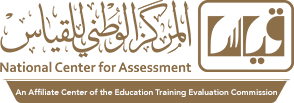 المركز الوطني للقياس
قياس
National Center for Assessment
An Affiliate Center of the Education Training Evaluation Commission